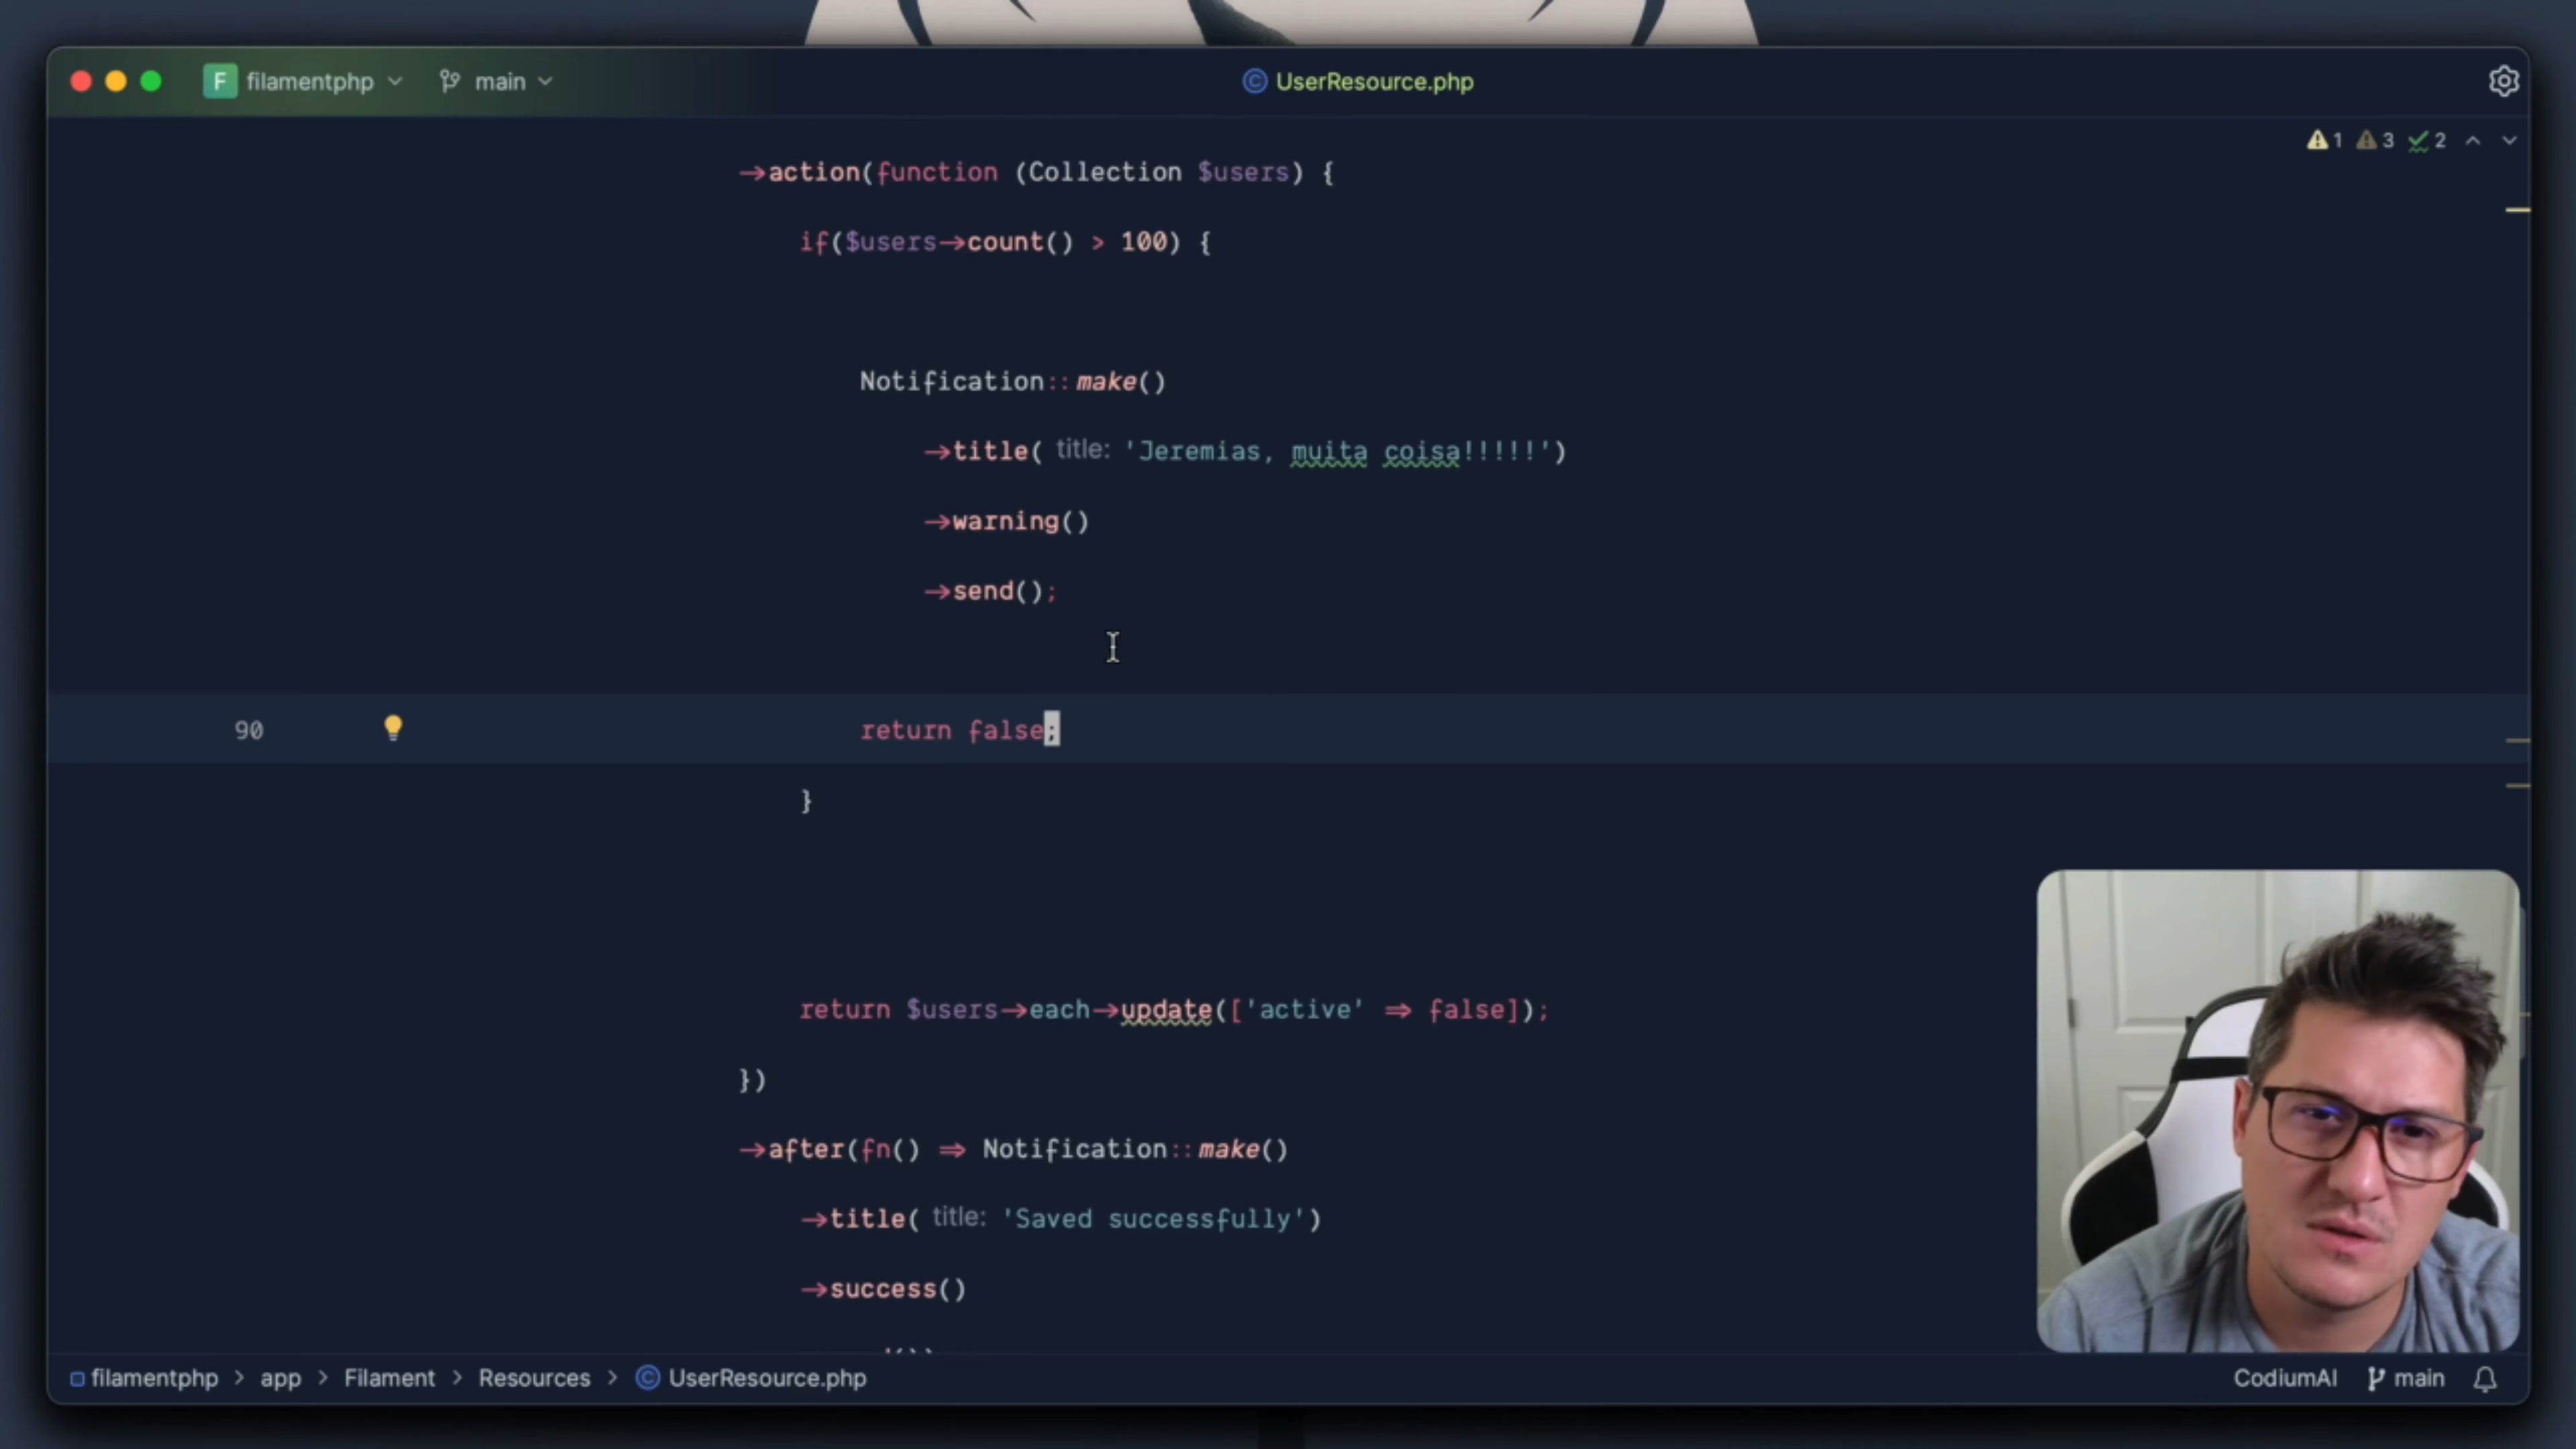 F filamentphp main UserResource.php
1 3 2
→action(function (Collection $users) {
if($users→count() > 100) {
Notification::make()
→title( title: 'Jeremias, muita coisa!!!!!')
→warning()
→send();
90 return false;
}
return $users→each→update(['active' ⇒ false]);
})
→after(fn() ⇒ Notification::make()
→title( title: 'Saved successfully')
→success()
filamentphp > app > Filament > Resources > UserResource.php CodiumAI main